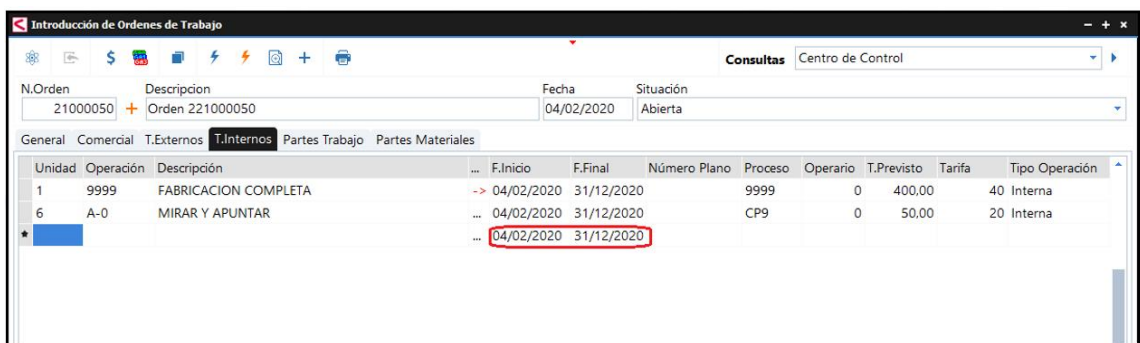 Introducción de Ordenes de Trabajo
Consultas Centro de Control
N.Orden Descripcion Fecha Situación
21000050 Orden 221000050 04/02/2020 Abierta
General Comercial T.Externos T.Internos Partes Trabajo Partes Materiales
Unidad Operación Descripción ... F.Inicio F.Final Número Plano Proceso Operario T.Previsto Tarifa Tipo Operación
1 9999 FABRICACION COMPLETA -> 04/02/2020 31/12/2020 9999 0 400,00 40 Interna
6 A-0 MIRAR Y APUNTAR ... 04/02/2020 31/12/2020 CP9 0 50,00 20 Interna
* ... 04/02/2020 31/12/2020